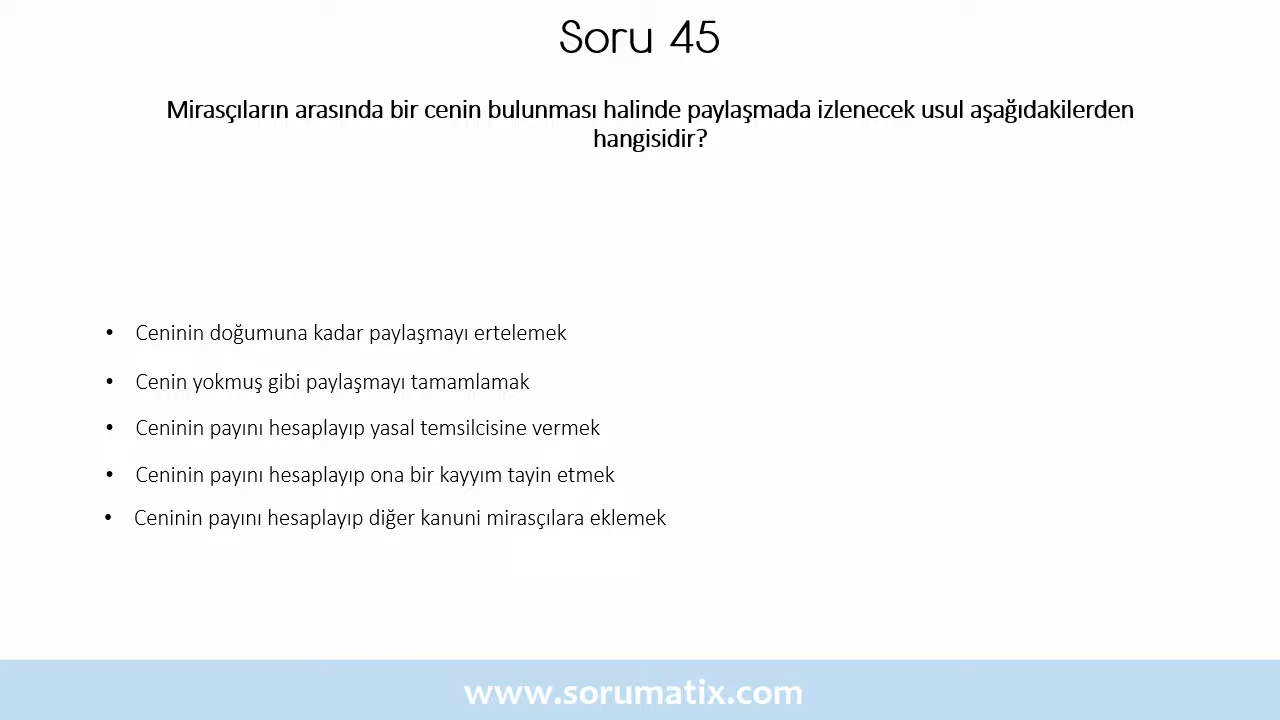 Soru 45
Mirasçıların arasında bir cenin bulunması halinde paylaşmada izlenecek usul aşağıdakilerden
hangisidir?
• Ceninin doğumuna kadar paylaşmayı ertelemek
• Cenin yokmuş gibi paylaşmayı tamamlamak
• Ceninin payını hesaplayıp yasal temsilcisine vermek
• Ceninin payını hesaplayıp ona bir kayyım tayin etmek
• Ceninin payını hesaplayıp diğer kanuni mirasçılara eklemek
www.sorumatix.com